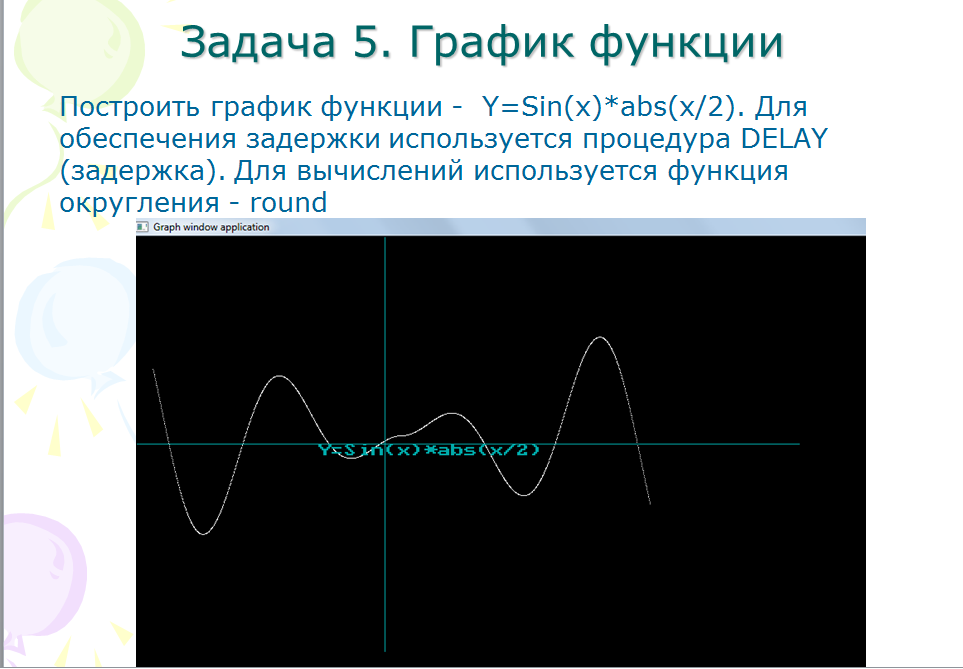 Задача 5. График функции
Построить график функции -  Y=Sin(x)*abs(x/2). Для
обеспечения задержки используется процедура DELAY
(задержка). Для вычислений используется функция
округления - round
Graph window application
Y=Sin(x)*abs(x/2)